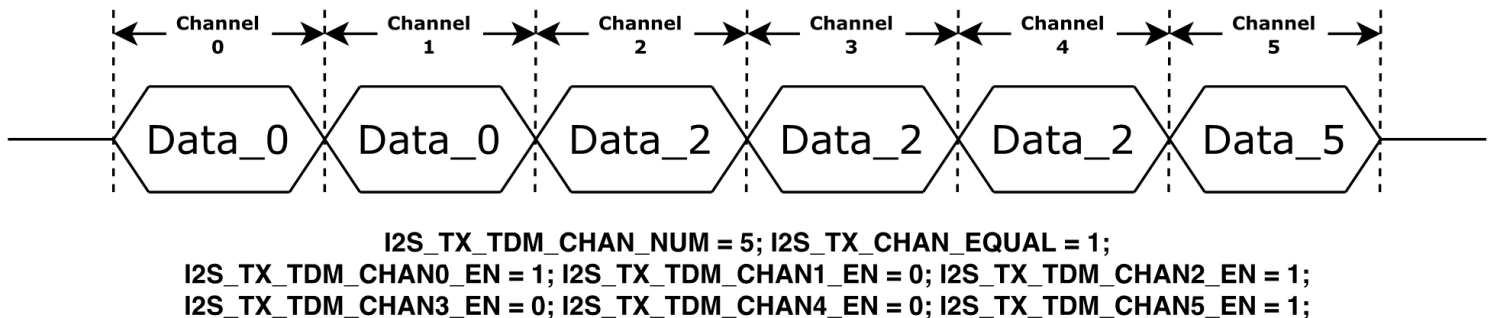 Channel Channel Channel Channel Channel Channel
0 1 2 3 4 5
Data_0 Data_0 Data_2 Data_2 Data_2 Data_5
I2S_TX_TDM_CHAN_NUM = 5; I2S_TX_CHAN_EQUAL = 1;
I2S_TX_TDM_CHAN0_EN = 1; I2S_TX_TDM_CHAN1_EN = 0; I2S_TX_TDM_CHAN2_EN = 1;
I2S_TX_TDM_CHAN3_EN = 0; I2S_TX_TDM_CHAN4_EN = 0; I2S_TX_TDM_CHAN5_EN = 1;